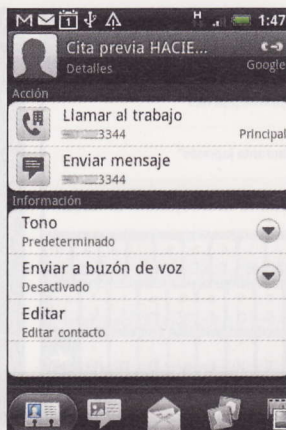 H 1:47
Cita previa HACIE...
Detalles
Google
Acción
Llamar al trabajo
3344
Principal
Enviar mensaje
3344
Información
Tono
Predeterminado
Enviar a buzón de voz
Desactivado
Editar
Editar contacto